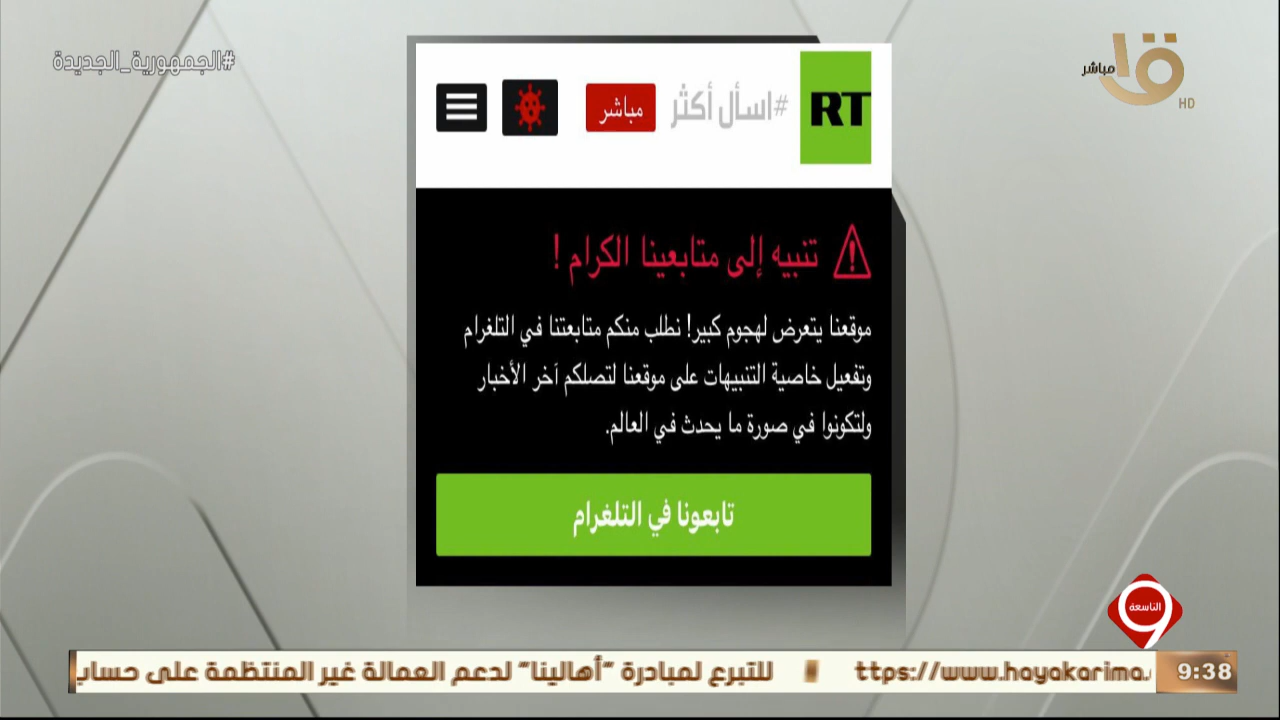 #الجمهورية_الجديدة
مباشر
HD
RT
#اسأل أكثر
مباشر
تنبيه إلى متابعينا الكرام !
موقعنا يتعرض لهجوم كبير! نطلب منكم متابعتنا في التلغرام
وتفعيل خاصية التنبيهات على موقعنا لتصلكم آخر الأخبار
ولتكونوا في صورة ما يحدث في العالم.
تابعونا في التلغرام
التاسعة
9
ttps://www.hayakarima. للتبرع لمبادرة "أهالينا" لدعم العمالة غير المنتظمة على حساب
9:38